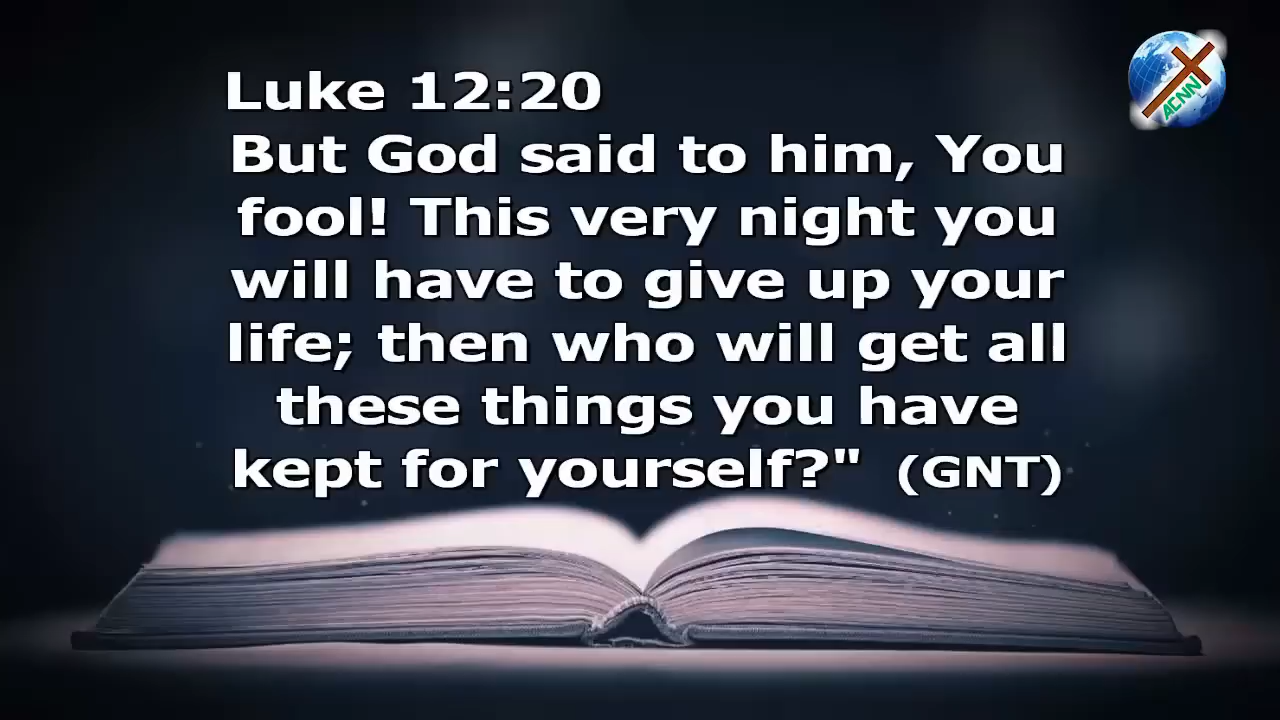 Luke 12:20
But God said to him, You
fool! This very night you
will have to give up your
life; then who will get all
these things you have
kept for yourself?" (GNT)
ACNN